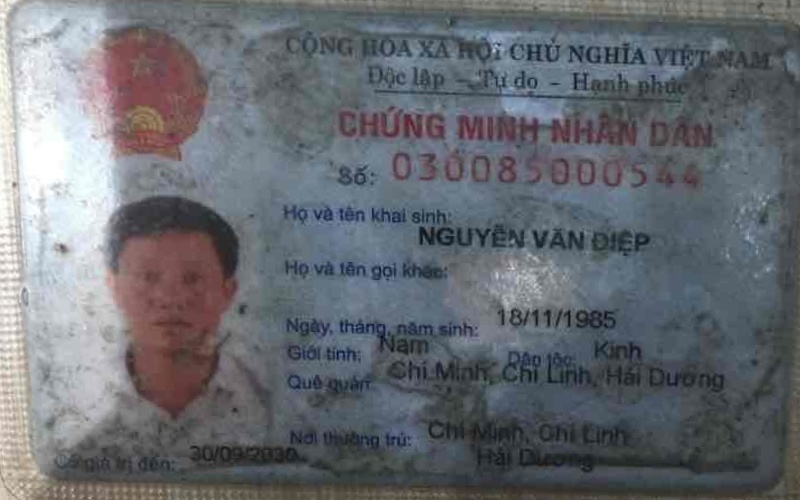 CỘNG HÒA XÃ HỘI CHỦ NGHĨA VIỆT NAM
Độc lập - Tự do - Hạnh phúc
CHỨNG MINH NHÂN DÂN
Số: 030085000544
Họ và tên khai sinh:
NGUYỄN VĂN ĐIỆP
Họ và tên gọi khác:
Ngày, tháng, năm sinh: 18/11/1985
Giới tính: Nam Dân tộc: Kinh
Quê quán: Chí Minh, Chí Linh, Hải Dương
Nơi thường trú: Chí Minh, Chí Linh
Hải Dương
Có giá trị đến: 30/09/2030